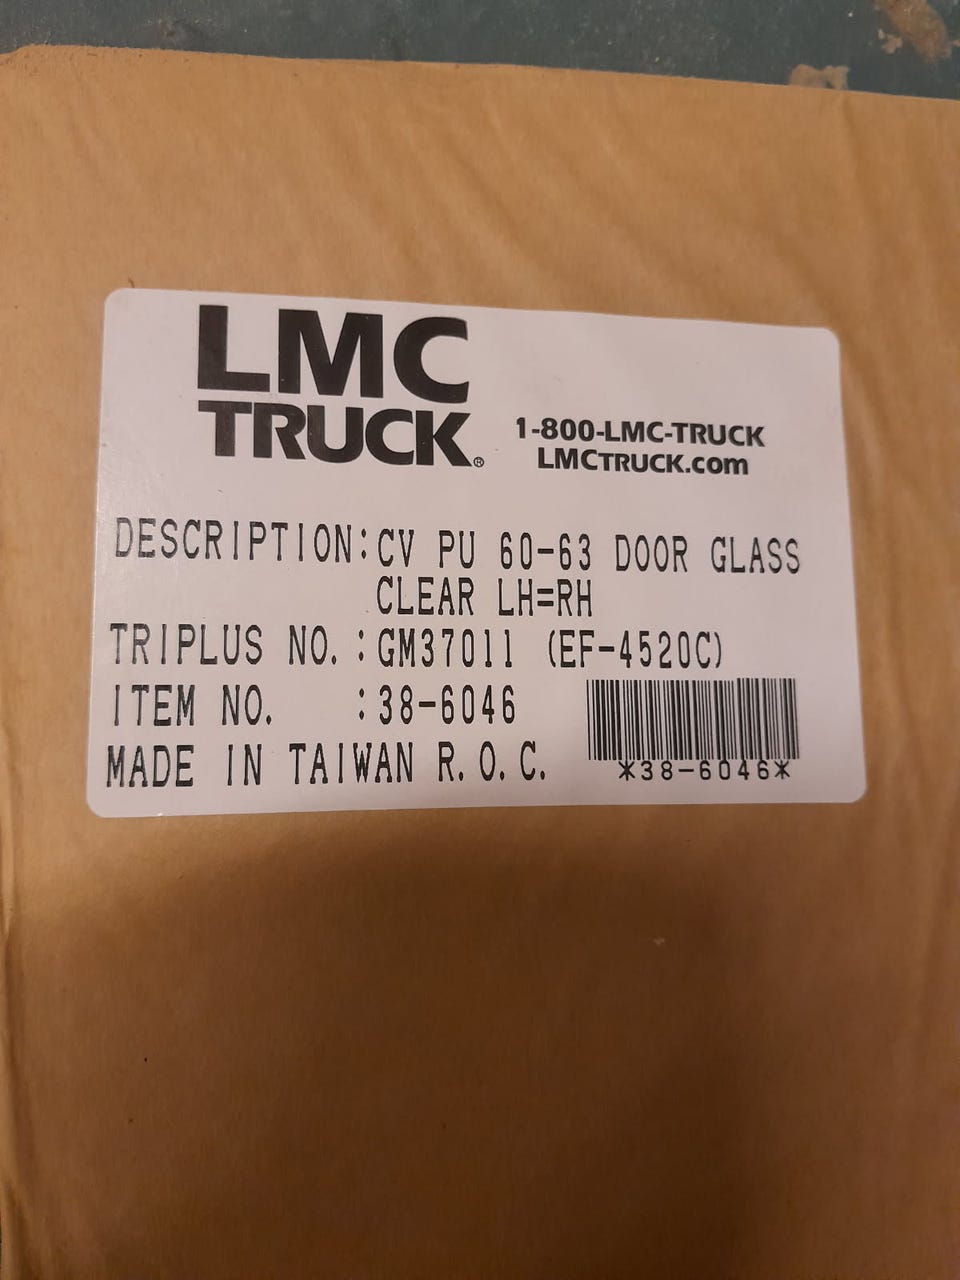 LMC
TRUCK®
1-800-LMC-TRUCK
LMCTRUCK.com
DESCRIPTION:CV PU 60-63 DOOR GLASS
CLEAR LH=RH
TRIPLUS NO. :GM37011 (EF-4520C)
ITEM NO. :38-6046
MADE IN TAIWAN R.O.C.
*38-6046*